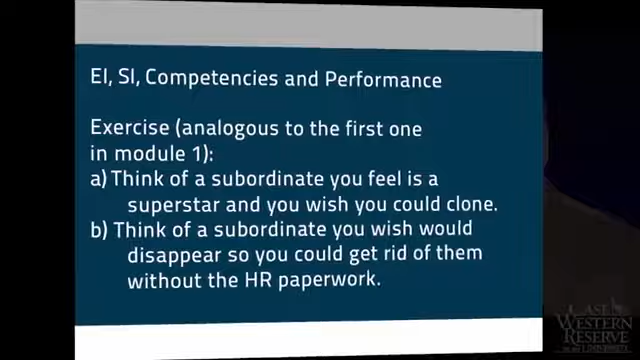 EI, SI, Competencies and Performance
Exercise (analogous to the first one
in module 1):
a) Think of a subordinate you feel is a
superstar and you wish you could clone.
b) Think of a subordinate you wish would
disappear so you could get rid of them
without the HR paperwork.
CASE
WESTERN
RESERVE
UNIVERSITY